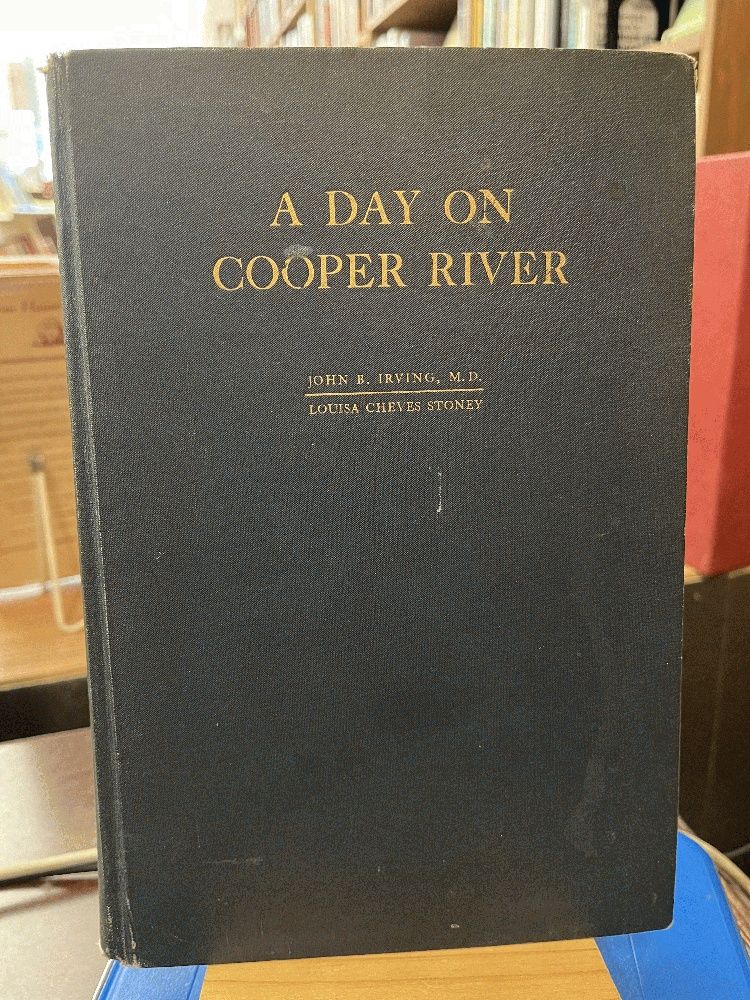 A DAY ON
COOPER RIVER
JOHN B. IRVING, M.D.
LOUISA CHEVES STONEY